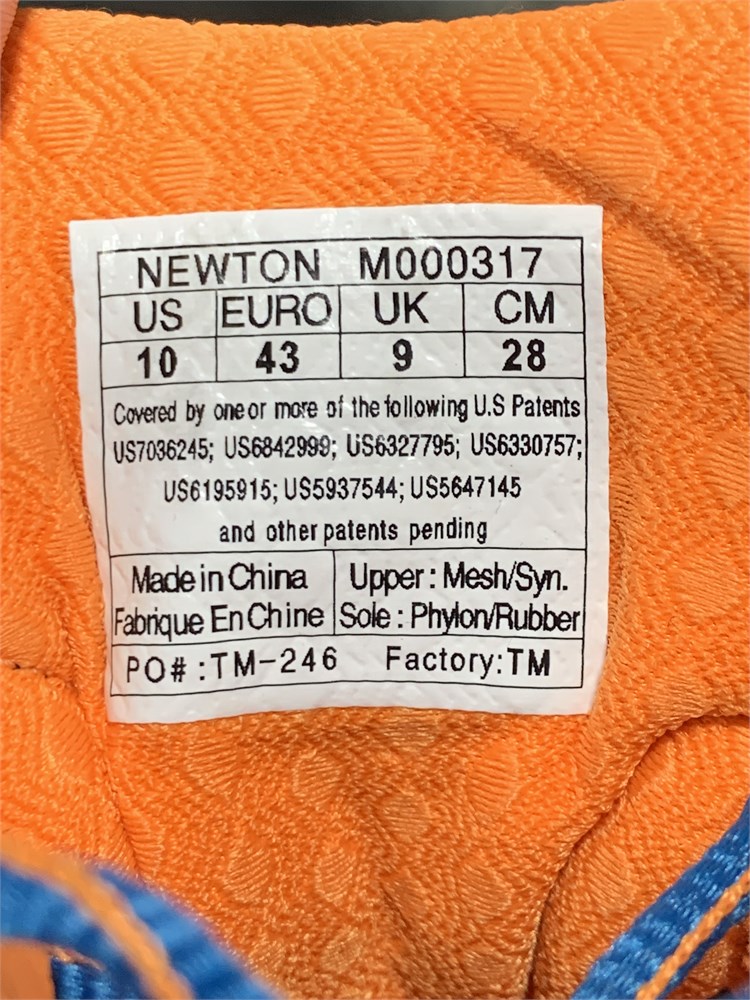 NEWTON M000317
US EURO UK CM
10 43 9 28
Covered by one or more of the following U.S Patents
US7036245; US6842999; US6327795; US6330757;
US6195915; US5937544; US5647145
and other patents pending
Made in China Upper : Mesh/Syn.
Fabrique En Chine Sole : Phylon/Rubber
PO# : TM-246 Factory: TM